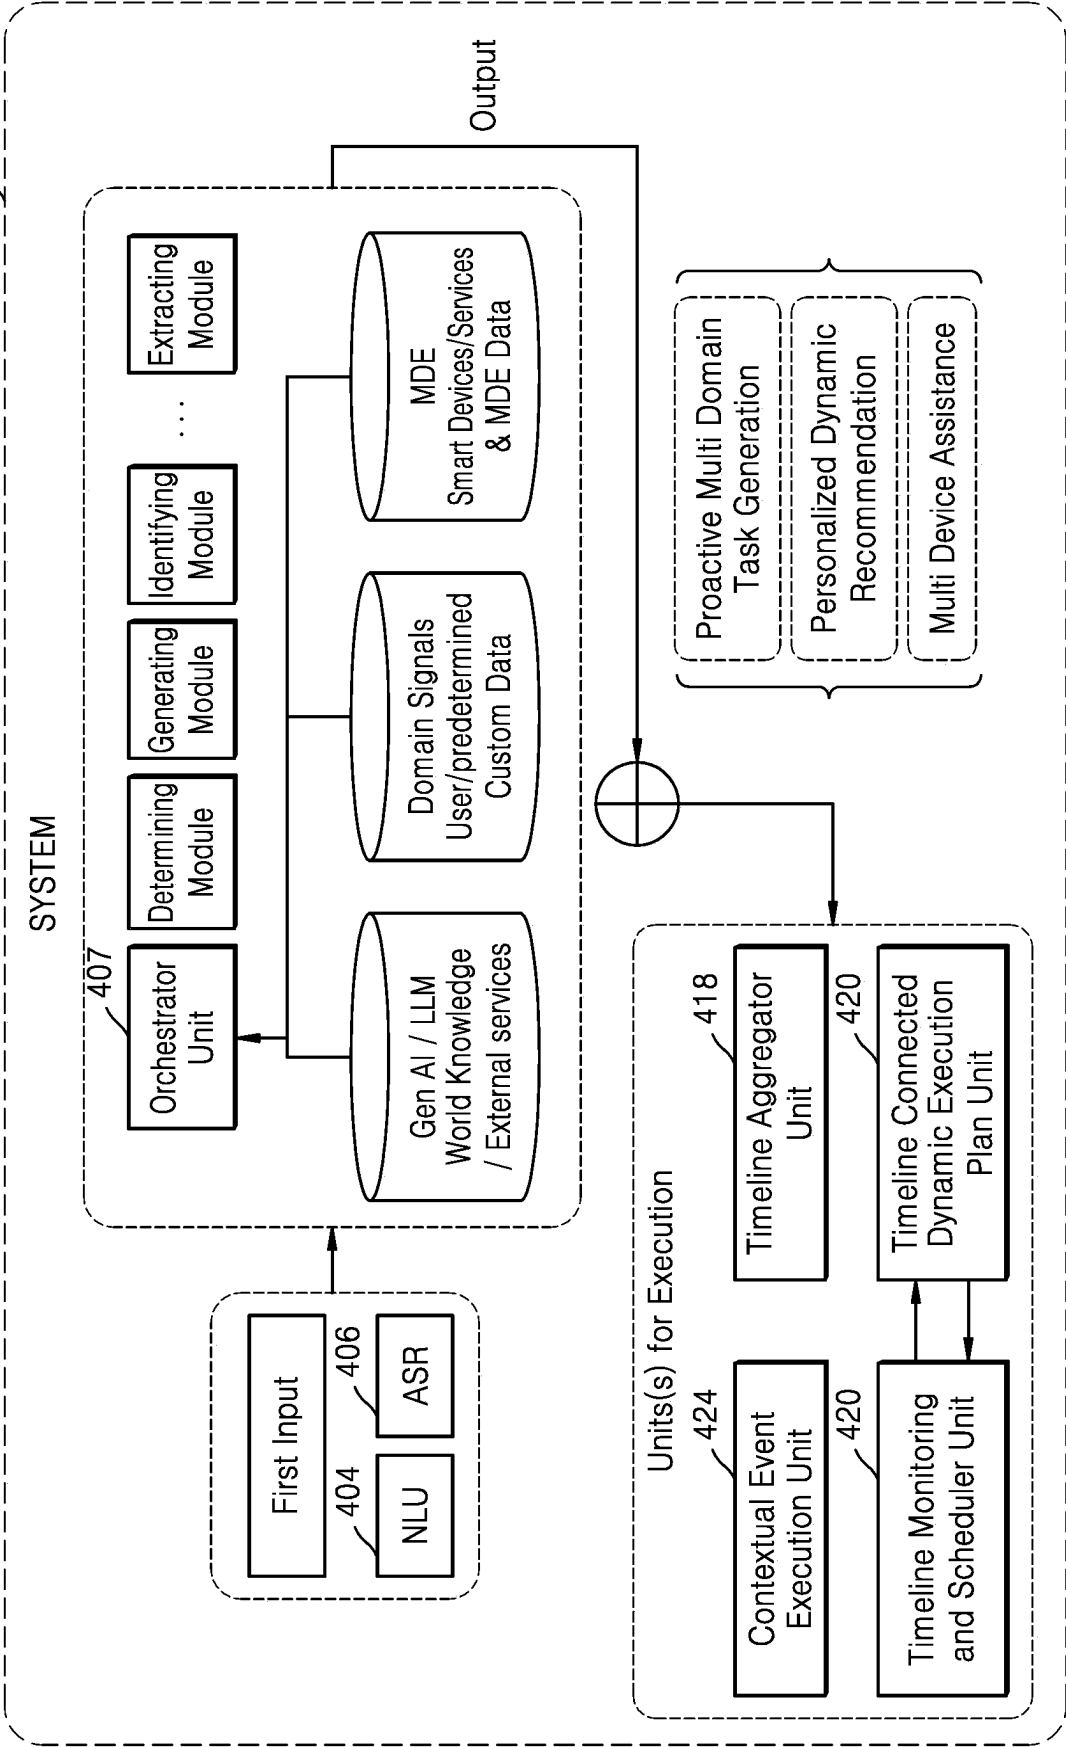 SYSTEM
First Input
404
406
NLU
ASR
407
Orchestrator
Unit
Determining
Module
Generating
Module
Identifying
Module
...
Extracting
Module
Gen AI / LLM
World Knowledge
/ External services
Domain Signals
User/predetermined
Custom Data
MDE
Smart Devices/Services
& MDE Data
Output
Units(s) for Execution
424
Contextual Event
Execution Unit
418
Timeline Aggregator
Unit
420
Timeline Monitoring
and Scheduler Unit
420
Timeline Connected
Dynamic Execution
Plan Unit
Proactive Multi Domain
Task Generation
Personalized Dynamic
Recommendation
Multi Device Assistance